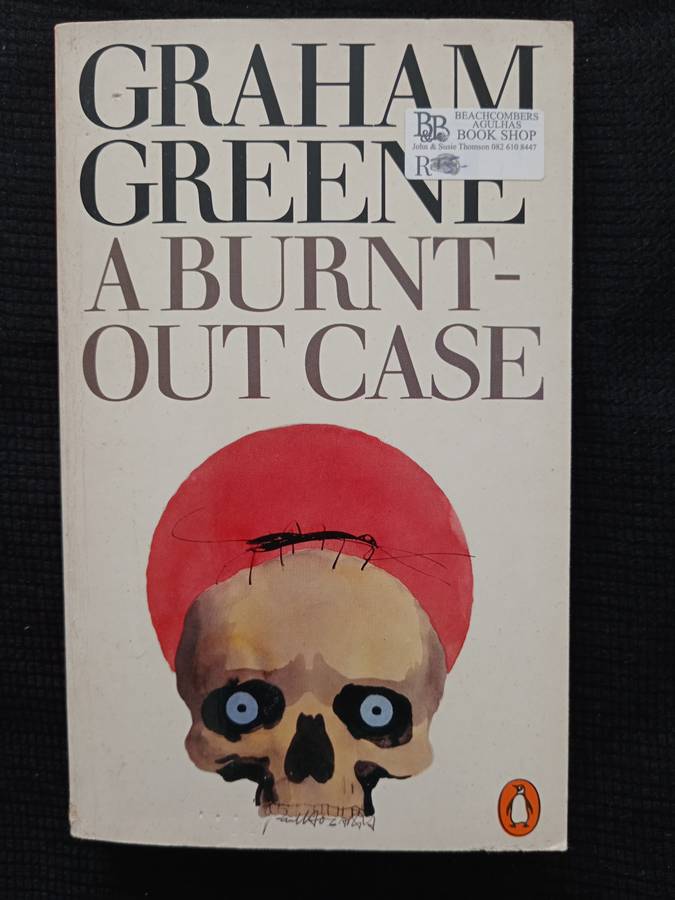 GRAHAM
GREENE
A BURNT-
OUT CASE
B&B
BEACHCOMBERS
AGULHAS
BOOK SHOP
John & Susie Thomson 082 610 8447
R